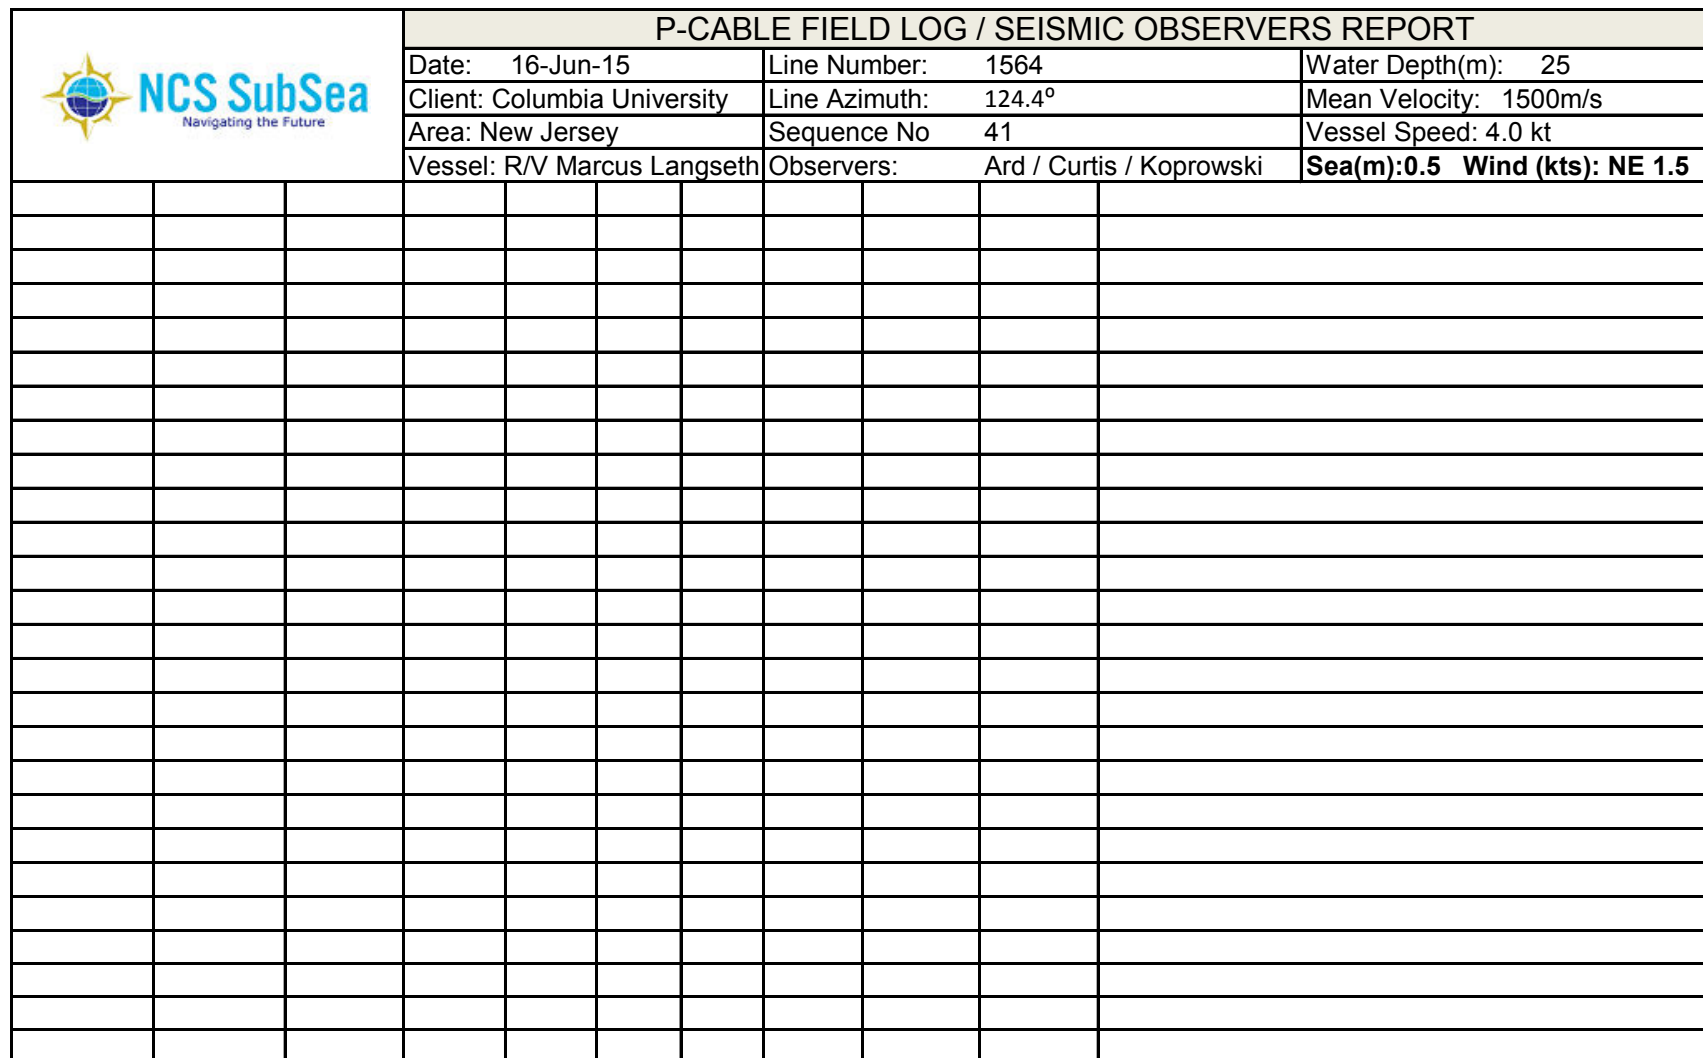 P-CABLE FIELD LOG / SEISMIC OBSERVERS REPORT
NCS SubSea
Navigating the Future
Date: 16-Jun-15 Line Number: 1564 Water Depth(m): 25
Client: Columbia University Line Azimuth: 124.4º Mean Velocity: 1500m/s
Area: New Jersey Sequence No 41 Vessel Speed: 4.0 kt
Vessel: R/V Marcus Langseth Observers: Ard / Curtis / Koprowski Sea(m):0.5 Wind (kts): NE 1.5